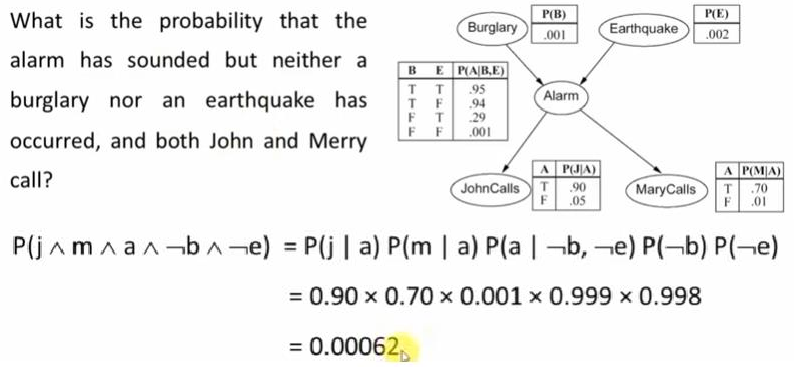 What is the probability that the
alarm has sounded but neither a
burglary nor an earthquake has
occurred, and both John and Merry
call?
Burglary
P(B)
.001
Earthquake
P(E)
.002
B E P(A|B,E)
T T .95
T F .94
F T .29
F F .001
Alarm
JohnCalls
A P(J|A)
T .90
F .05
MaryCalls
A P(M|A)
T .70
F .01
P(j ∧ m ∧ a ∧ ¬b ∧ ¬e) = P(j | a) P(m | a) P(a | ¬b, ¬e) P(¬b) P(¬e)
= 0.90 × 0.70 × 0.001 × 0.999 × 0.998
= 0.00062